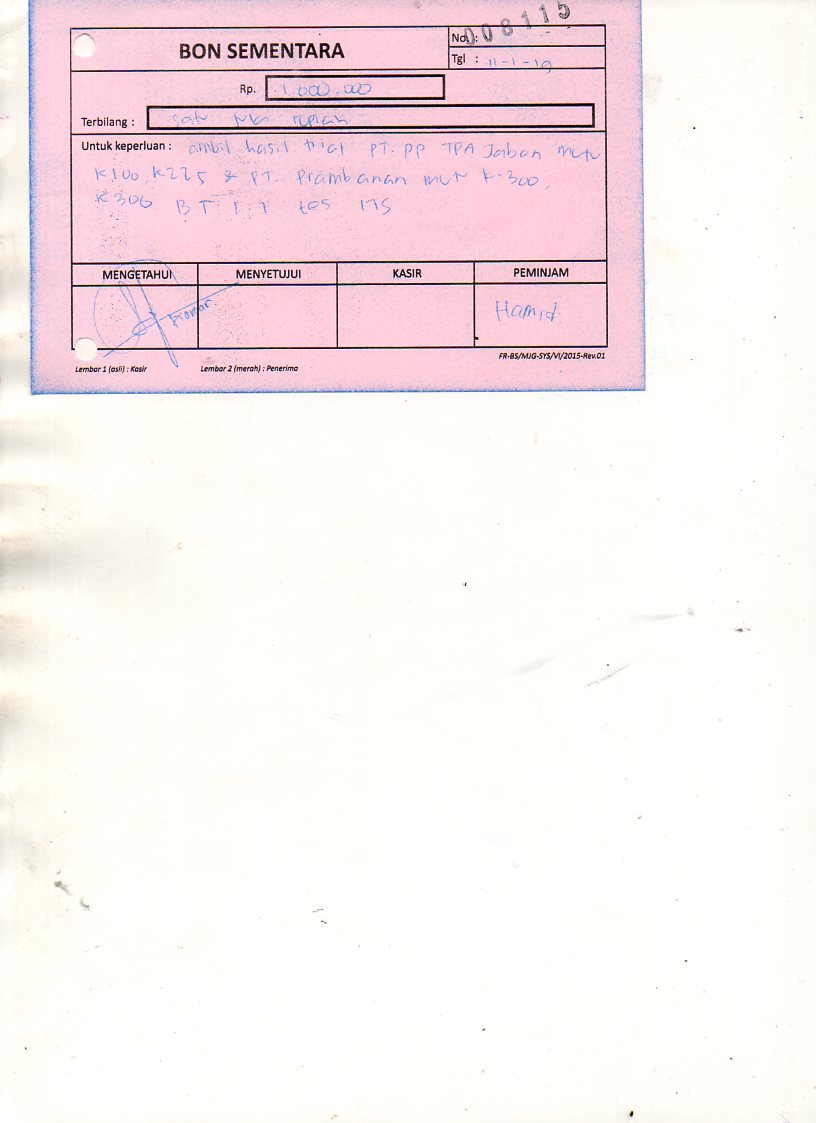 BON SEMENTARA
No. : 008115
Tgl : 11-1-19
Rp. 1.000.000
Terbilang : satu juta rupiah
Untuk keperluan : ambil hasil trial PT. PP TPA Jabon mutu
K100, K225 & PT. Prambanan mutu K-300,
K300 B T tes ITS
MENGETAHUI MENYETUJUI KASIR PEMINJAM
Hamid
FR-BS/MJG-SYS/VI/2015-Rev.01
Lembar 1 (asli) : Kasir Lembar 2 (merah) : Penerima